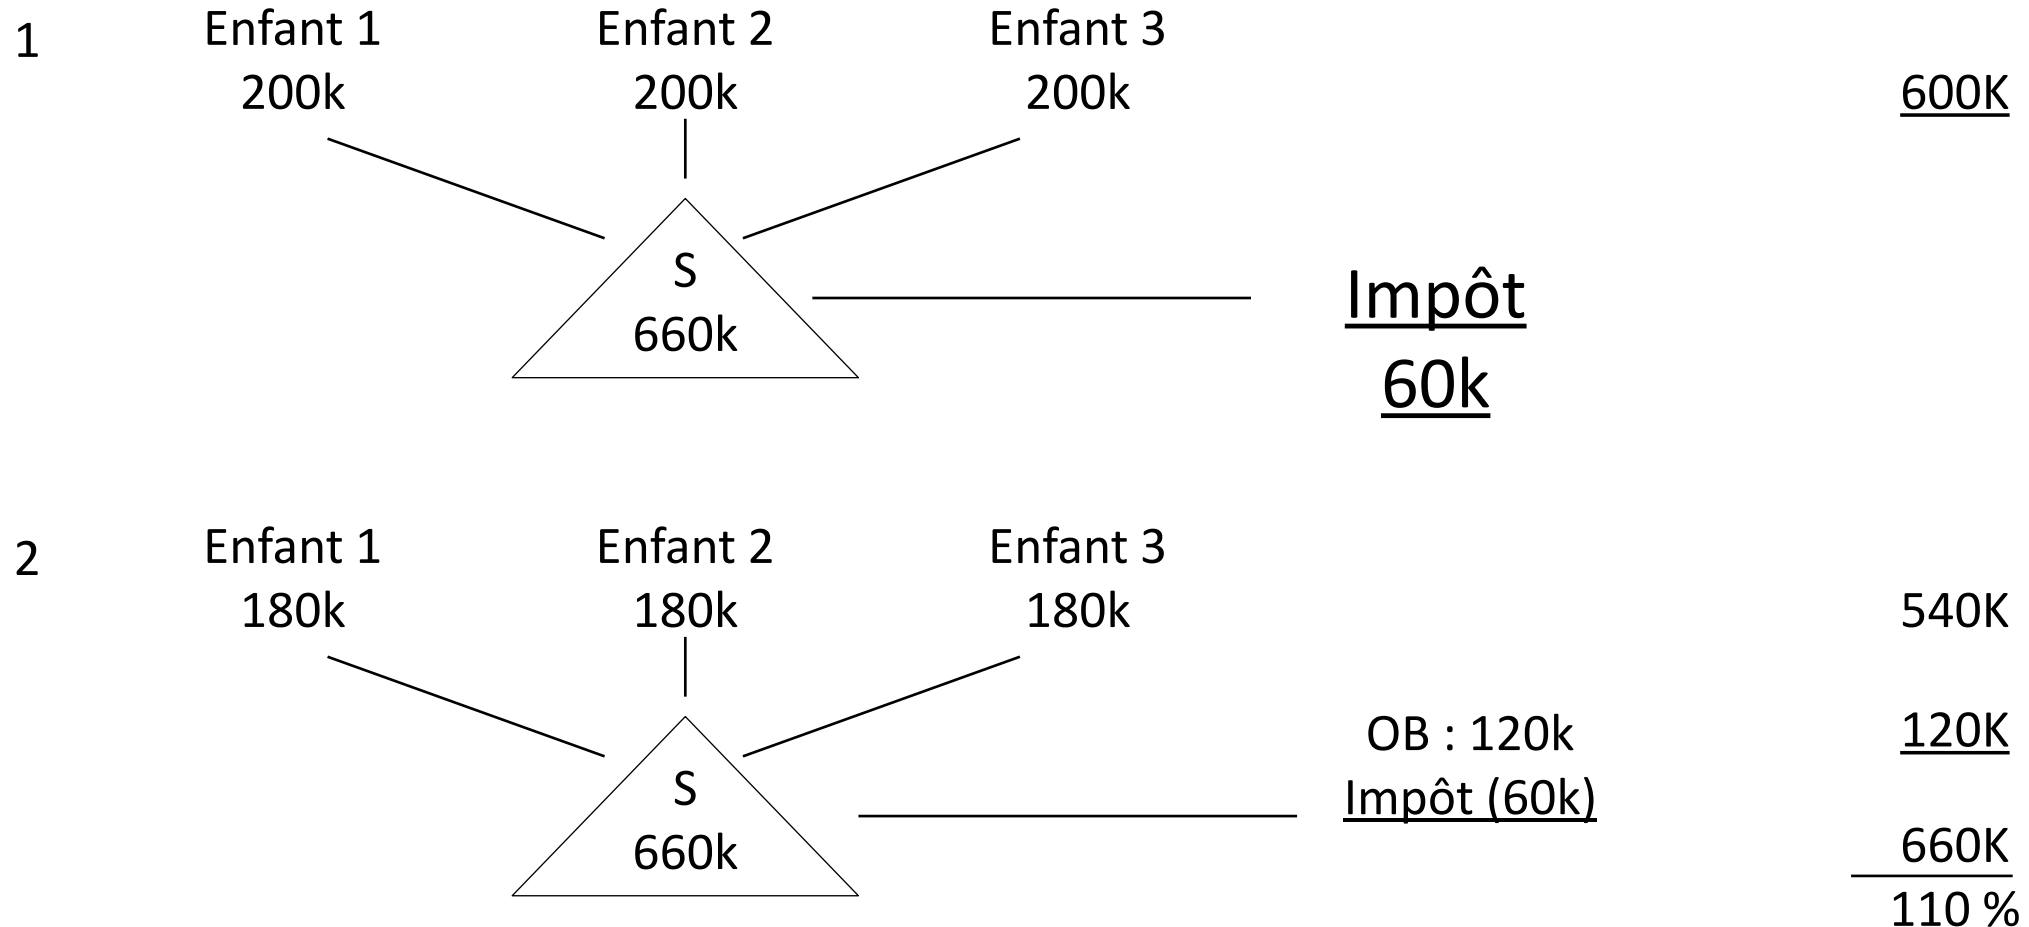 1
Enfant 1 Enfant 2 Enfant 3
200k 200k 200k 600K
S
660k
Impôt
60k
2
Enfant 1 Enfant 2 Enfant 3
180k 180k 180k 540K
OB : 120k 120K
S
Impôt (60k)
660k 660K
110 %